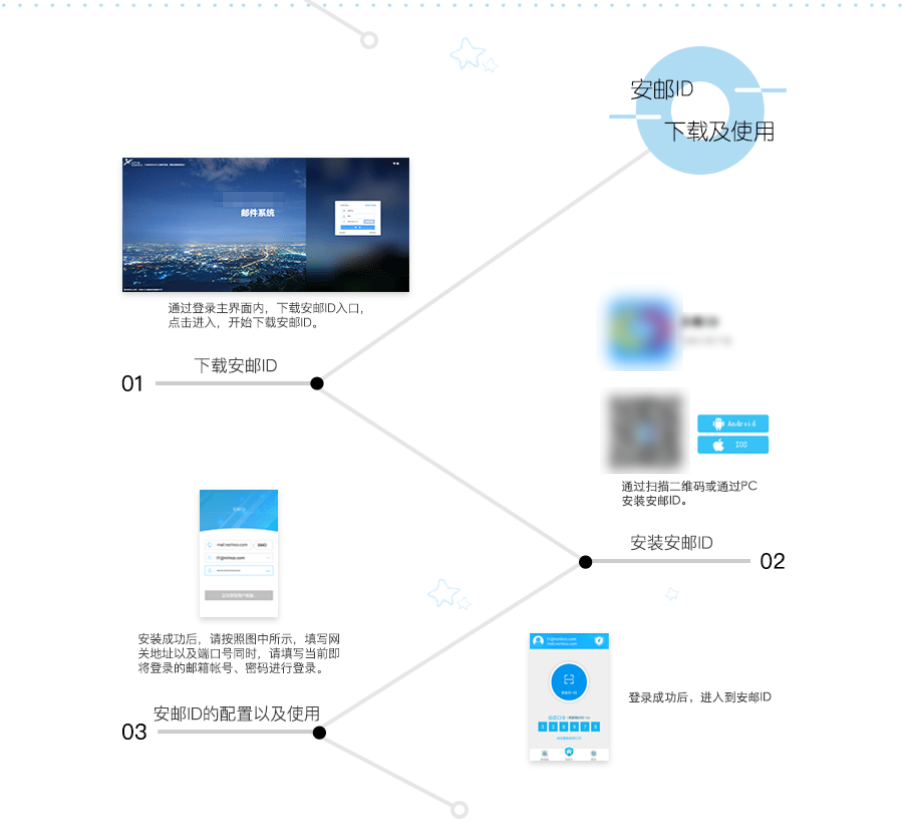 安邮ID
下载及使用
邮件系统
通过登录主界面内，下载安邮ID入口，
点击进入，开始下载安邮ID。
下载安邮ID
01
Android
IOS
通过扫描二维码或通过PC
安装安邮ID。
安装安邮ID
02
安装成功后，请按照图中所示，填写网
关地址以及端口号同时，请填写当前即
将登录的邮箱帐号、密码进行登录。
安邮ID的配置以及使用
03
登录成功后，进入到安邮ID